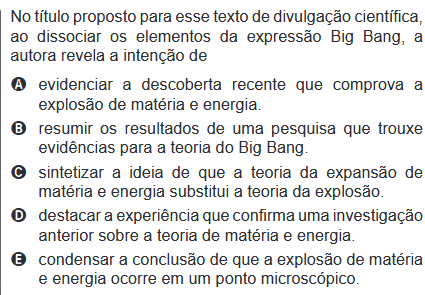 No título proposto para esse texto de divulgação científica,
ao dissociar os elementos da expressão Big Bang, a
autora revela a intenção de
A evidenciar a descoberta recente que comprova a
explosão de matéria e energia.
B resumir os resultados de uma pesquisa que trouxe
evidências para a teoria do Big Bang.
C sintetizar a ideia de que a teoria da expansão de
matéria e energia substitui a teoria da explosão.
D destacar a experiência que confirma uma investigação
anterior sobre a teoria de matéria e energia.
E condensar a conclusão de que a explosão de matéria
e energia ocorre em um ponto microscópico.